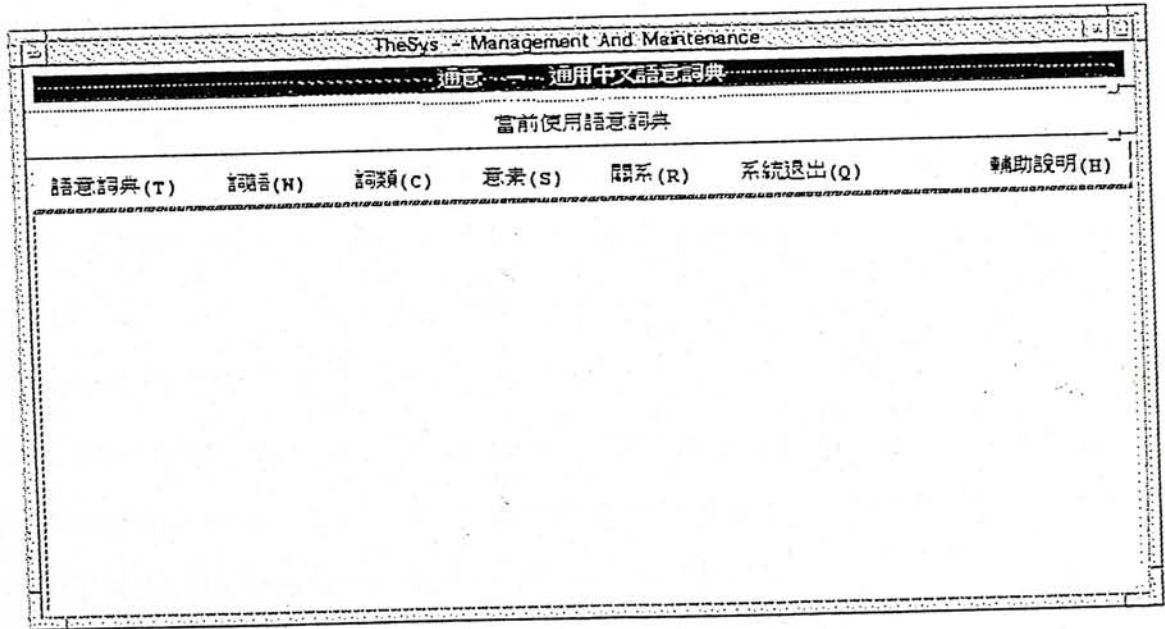 TheSys - Management And Maintenance
通意 — 通用中文語意詞典
當前使用語意詞典
語意詞典(T) 詞語(W) 詞類(C) 意素(S) 關系(R) 系統退出(Q) 輔助說明(H)